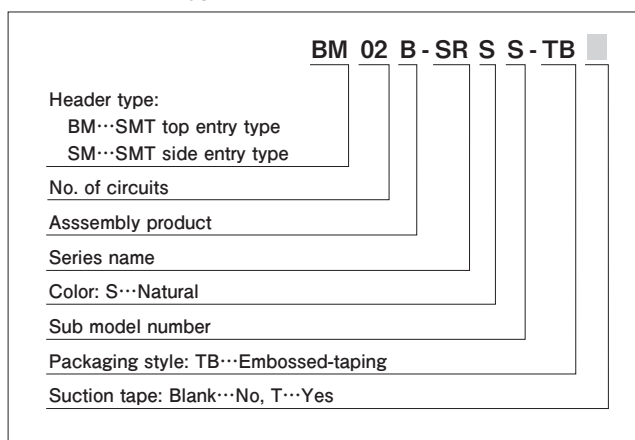 BM 02 B - SR S S - TB
Header type:
BM…SMT top entry type
SM…SMT side entry type
No. of circuits
Asssembly product
Series name
Color: S…Natural
Sub model number
Packaging style: TB…Embossed-taping
Suction tape: Blank…No, T…Yes